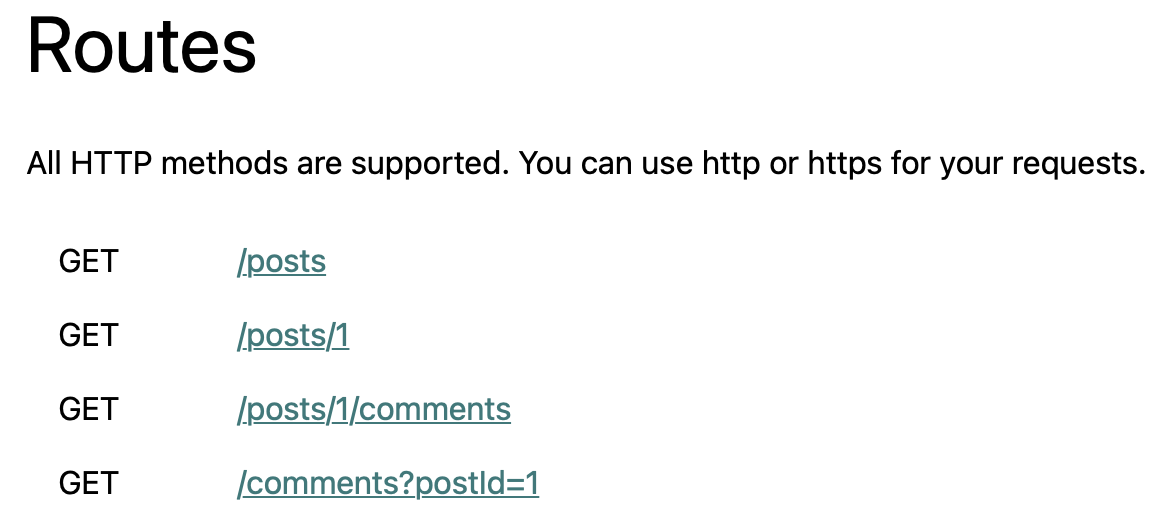 Routes
All HTTP methods are supported. You can use http or https for your requests.
GET /posts
GET /posts/1
GET /posts/1/comments
GET /comments?postId=1